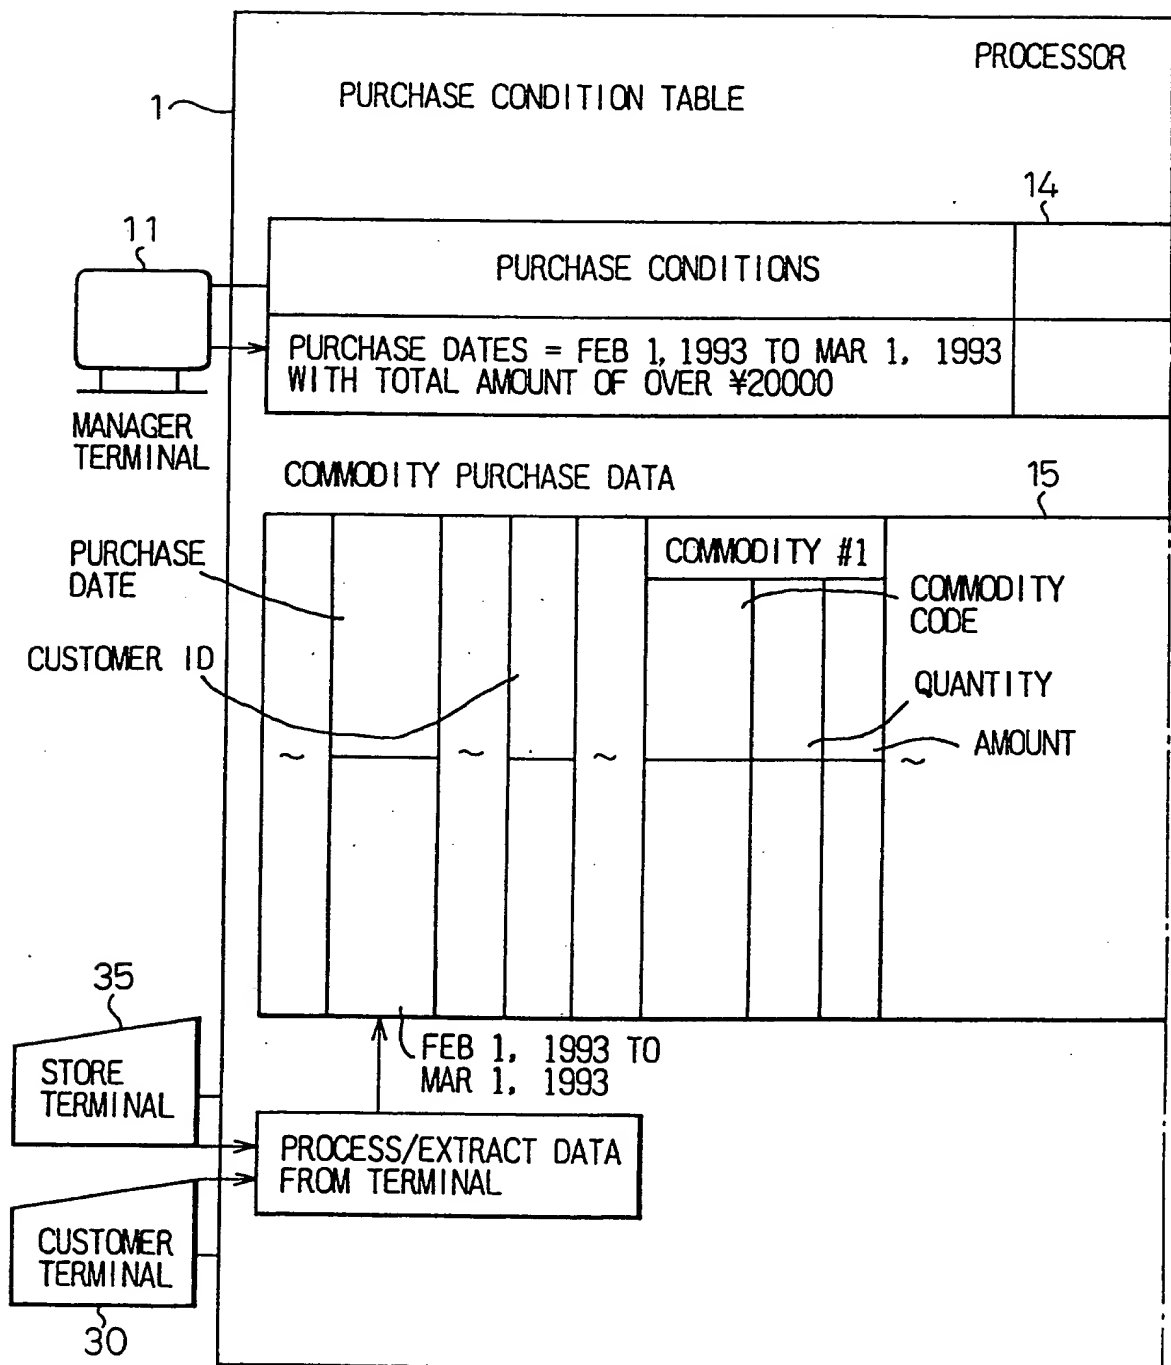 PROCESSOR
PURCHASE CONDITION TABLE
1
14
11
PURCHASE CONDITIONS
PURCHASE DATES = FEB 1, 1993 TO MAR 1, 1993
WITH TOTAL AMOUNT OF OVER ¥20000
MANAGER
TERMINAL
COMMODITY PURCHASE DATA
15
PURCHASE
DATE
COMMODITY #1
COMMODITY
CODE
CUSTOMER ID
QUANTITY
AMOUNT
~ ~ ~ ~
35
STORE
TERMINAL
FEB 1, 1993 TO
MAR 1, 1993
PROCESS/EXTRACT DATA
FROM TERMINAL
CUSTOMER
TERMINAL
30